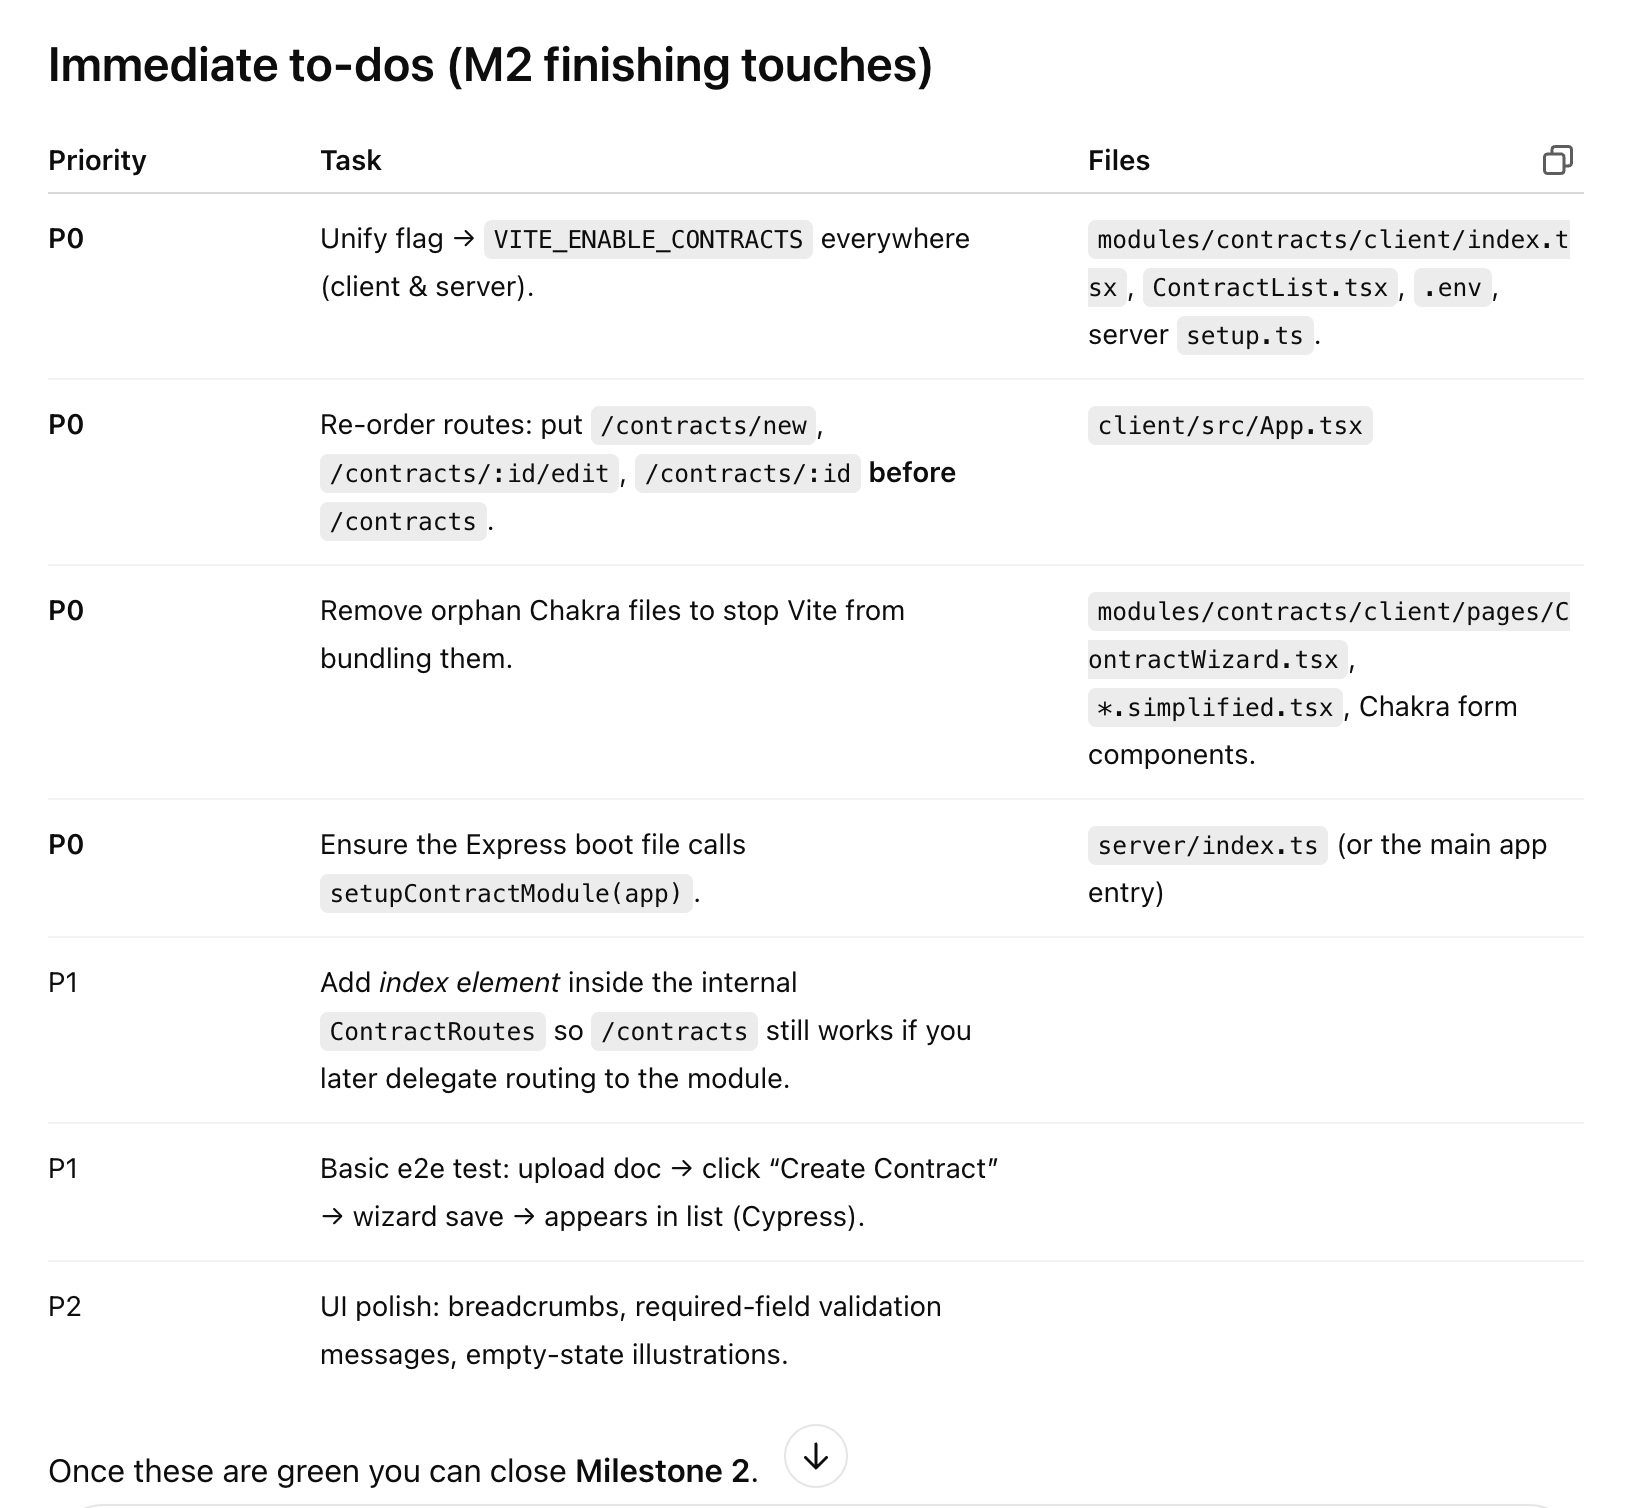 Immediate to-dos (M2 finishing touches)
Priority Task Files
P0 Unify flag → VITE_ENABLE_CONTRACTS everywhere modules/contracts/client/index.t
(client & server). sx, ContractList.tsx, .env,
server setup.ts.
P0 Re-order routes: put /contracts/new, client/src/App.tsx
/contracts/:id/edit, /contracts/:id before
/contracts.
P0 Remove orphan Chakra files to stop Vite from modules/contracts/client/pages/C
bundling them. ontractWizard.tsx,
*.simplified.tsx, Chakra form
components.
P0 Ensure the Express boot file calls server/index.ts (or the main app
setupContractModule(app). entry)
P1 Add index element inside the internal
ContractRoutes so /contracts still works if you
later delegate routing to the module.
P1 Basic e2e test: upload doc → click “Create Contract”
→ wizard save → appears in list (Cypress).
P2 UI polish: breadcrumbs, required-field validation
messages, empty-state illustrations.
Once these are green you can close Milestone 2.